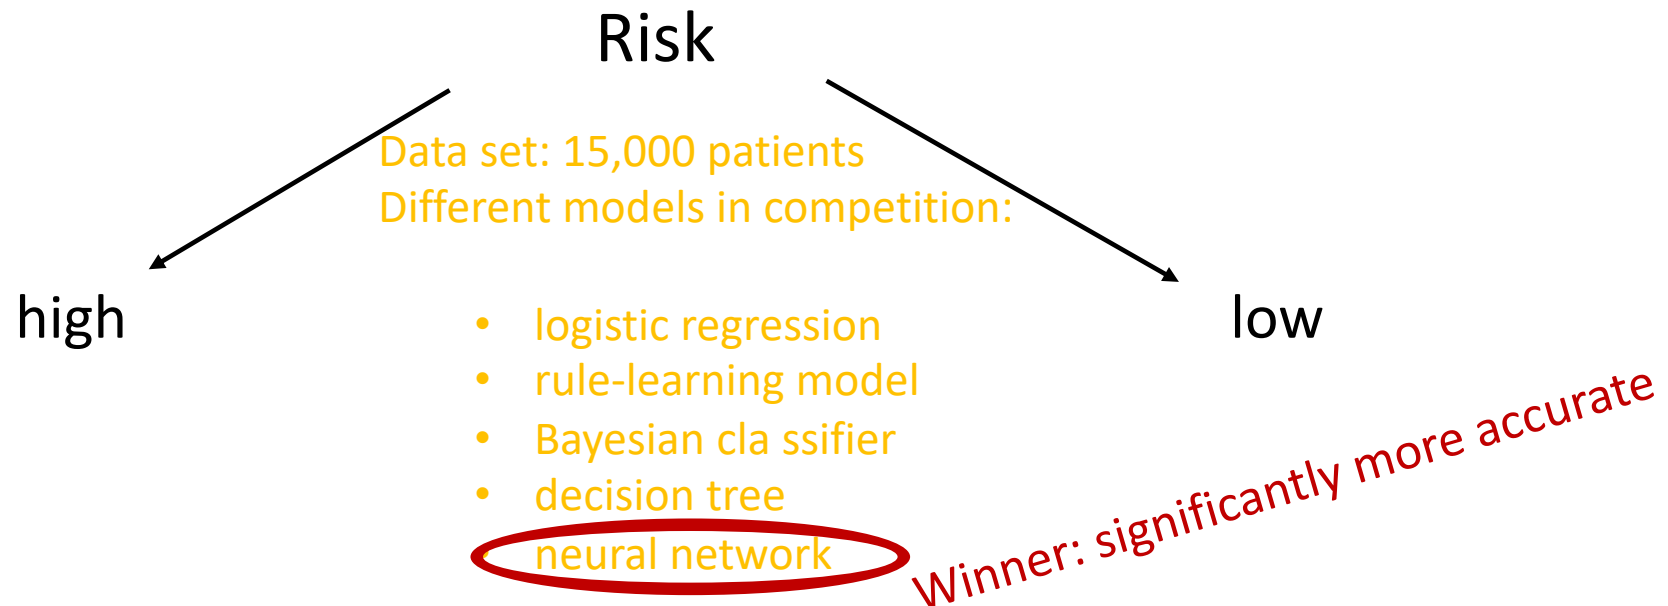 Risk
Data set: 15,000 patients
Different models in competition:
high
low
• logistic regression
• rule-learning model
• Bayesian cla ssifier
• decision tree
• neural network
Winner: significantly more accurate